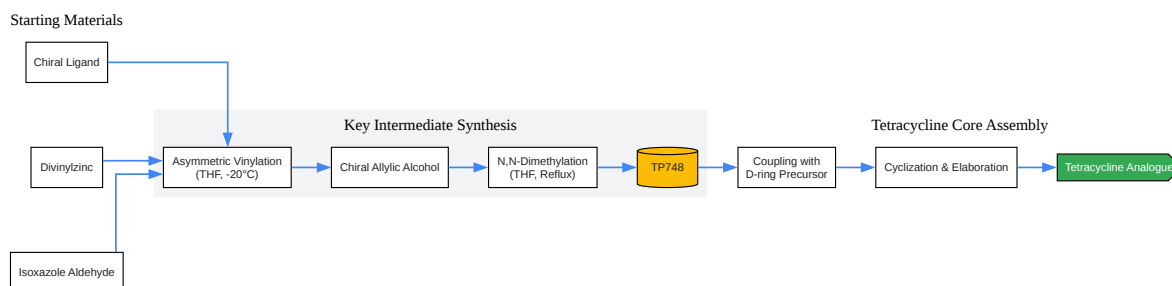 Starting Materials
Chiral Ligand
Key Intermediate Synthesis
Tetracycline Core Assembly
Divinylzinc
Asymmetric Vinylation
(THF, -20°C)
Chiral Allylic Alcohol
N,N-Dimethylation
(THF, Reflux)
TP748
Coupling with
D-ring Precursor
Cyclization & Elaboration
Tetracycline Analogue
Isoxazole Aldehyde